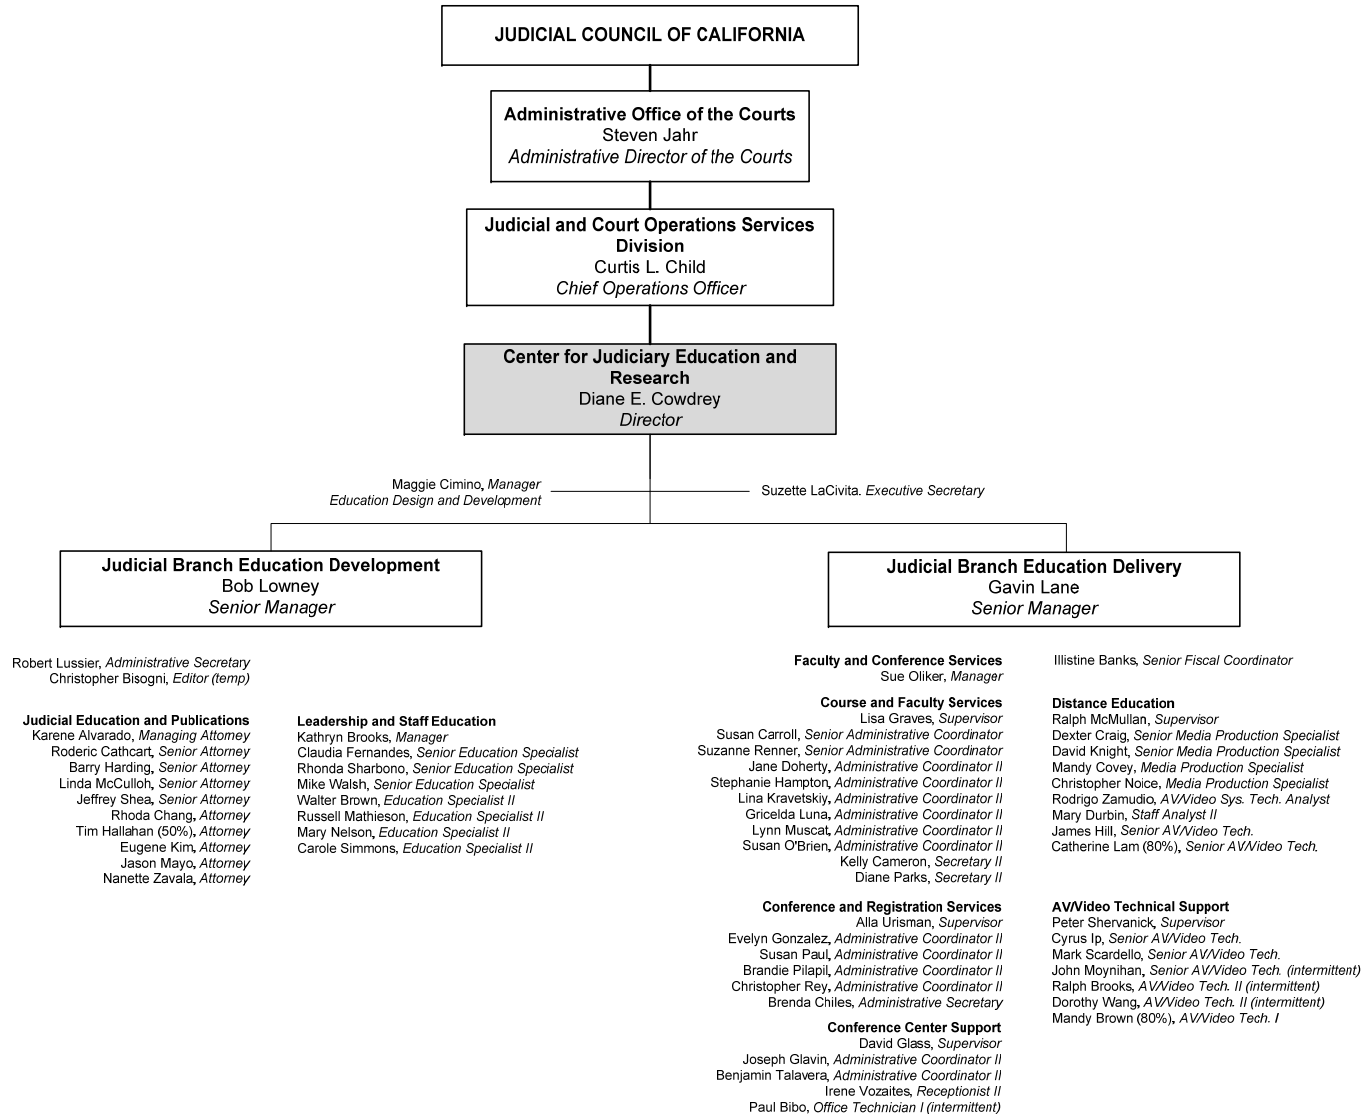 JUDICIAL COUNCIL OF CALIFORNIA
Administrative Office of the Courts
Steven Jahr
Administrative Director of the Courts
Judicial and Court Operations Services
Division
Curtis L. Child
Chief Operations Officer
Center for Judiciary Education and
Research
Diane E. Cowdrey
Director
Maggie Cimino, Manager
Education Design and Development
Suzette LaCivita. Executive Secretary
Judicial Branch Education Development
Bob Lowney
Senior Manager
Robert Lussier, Administrative Secretary
Christopher Bisogni, Editor (temp)
Judicial Education and Publications
Karene Alvarado, Managing Attorney
Roderic Cathcart, Senior Attorney
Barry Harding, Senior Attorney
Linda McCulloh, Senior Attorney
Jeffrey Shea, Senior Attorney
Rhoda Chang, Attorney
Tim Hallahan (50%), Attorney
Eugene Kim, Attorney
Jason Mayo, Attorney
Nanette Zavala, Attorney
Leadership and Staff Education
Kathryn Brooks, Manager
Claudia Fernandes, Senior Education Specialist
Rhonda Sharbono, Senior Education Specialist
Mike Walsh, Senior Education Specialist
Walter Brown, Education Specialist II
Russell Mathieson, Education Specialist II
Mary Nelson, Education Specialist II
Carole Simmons, Education Specialist II
Judicial Branch Education Delivery
Gavin Lane
Senior Manager
Faculty and Conference Services
Sue Oliker, Manager
Course and Faculty Services
Lisa Graves, Supervisor
Susan Carroll, Senior Administrative Coordinator
Suzanne Renner, Senior Administrative Coordinator
Jane Doherty, Administrative Coordinator II
Stephanie Hampton, Administrative Coordinator II
Lina Kravetskiy, Administrative Coordinator II
Gricelda Luna, Administrative Coordinator II
Lynn Muscat, Administrative Coordinator II
Susan O'Brien, Administrative Coordinator II
Kelly Cameron, Secretary II
Diane Parks, Secretary II
Conference and Registration Services
Alla Urisman, Supervisor
Evelyn Gonzalez, Administrative Coordinator II
Susan Paul, Administrative Coordinator II
Brandie Pilapil, Administrative Coordinator II
Christopher Rey, Administrative Coordinator II
Brenda Chiles, Administrative Secretary
Conference Center Support
David Glass, Supervisor
Joseph Glavin, Administrative Coordinator II
Benjamin Talavera, Administrative Coordinator II
Irene Vozaites, Receptionist II
Paul Bibo, Office Technician I (intermittent)
Illistine Banks, Senior Fiscal Coordinator
Distance Education
Ralph McMullan, Supervisor
Dexter Craig, Senior Media Production Specialist
David Knight, Senior Media Production Specialist
Mandy Covey, Media Production Specialist
Christopher Noice, Media Production Specialist
Rodrigo Zamudio, AV/Video Sys. Tech. Analyst
Mary Durbin, Staff Analyst II
James Hill, Senior AV/Video Tech.
Catherine Lam (80%), Senior AV/Video Tech.
AV/Video Technical Support
Peter Shervanick, Supervisor
Cyrus Ip, Senior AV/Video Tech.
Mark Scardello, Senior AV/Video Tech.
John Moynihan, Senior AV/Video Tech. (intermittent)
Ralph Brooks, AV/Video Tech. II (intermittent)
Dorothy Wang, AV/Video Tech. II (intermittent)
Mandy Brown (80%), AV/Video Tech. I